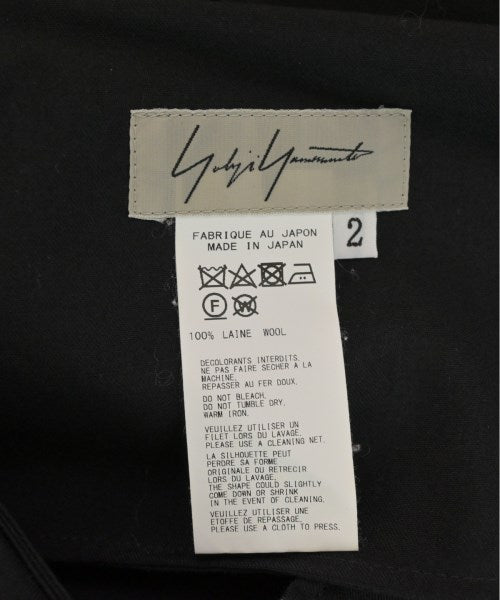 Yohji Yamamoto
2
FABRIQUE AU JAPON
MADE IN JAPAN
F W
100% LAINE WOOL
DECOLORANTS INTERDITS.
NE PAS FAIRE SECHER A LA
MACHINE.
REPASSER AU FER DOUX.
DO NOT BLEACH.
DO NOT TUMBLE DRY.
WARM IRON.
VEUILLEZ UTILISER UN
FILET LORS DU LAVAGE.
PLEASE USE A CLEANING NET.
LA SILHOUETTE PEUT
PERDRE SA FORME
ORIGINALE OU RETRECIR
LORS DU LAVAGE.
THE SHAPE COULD SLIGHTLY
COME DOWN OR SHRINK
IN THE EVENT OF CLEANING.
VEUILLEZ UTILISER UNE
ETOFFE DE REPASSAGE.
PLEASE USE A CLOTH TO PRESS.